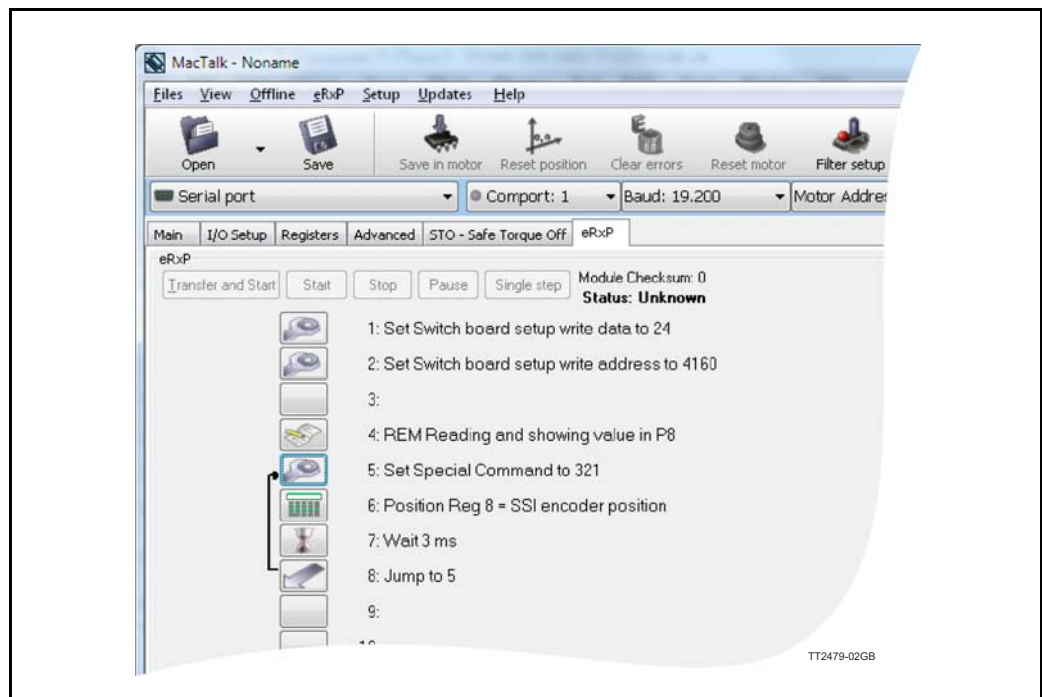 MacTalk - Noname
Files View Offline eRxP Setup Updates Help
Open Save Save in motor Reset position Clear errors Reset motor Filter setup
Serial port Comport: 1 Baud: 19.200 Motor Addre
Main I/O Setup Registers Advanced STO - Safe Torque Off eRxP
eRxP
Transfer and Start Start Stop Pause Single step Module Checksum: 0
Status: Unknown
1: Set Switch board setup write data to 24
2: Set Switch board setup write address to 4160
3:
4: REM Reading and showing value in P8
5: Set Special Command to 321
6: Position Reg 8 = SSI encoder position
7: Wait 3 ms
8: Jump to 5
9:
TT2479-02GB